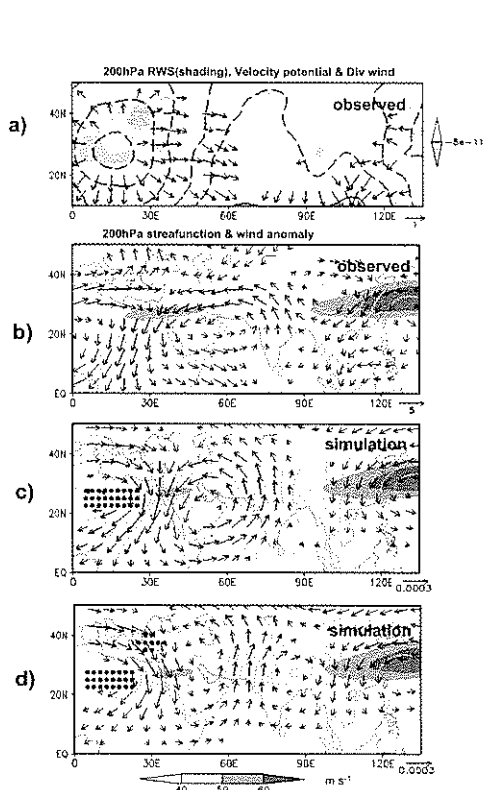 200hPa RWS(shading), Velocity potential & Div wind
a)
observed
40N
20N
0 30E 60E 90E 120E
-8e-11
200hPa streafunction & wind anomaly
b)
observed
40N
20N
EQ
0 30E 60E 90E 120E
5
c)
simulation
40N
20N
EQ
0 30E 60E 90E 120E
0.0003
d)
simulation
40N
20N
EQ
0 30E 60E 90E 120E
0.0003
40 50 60
m s⁻¹